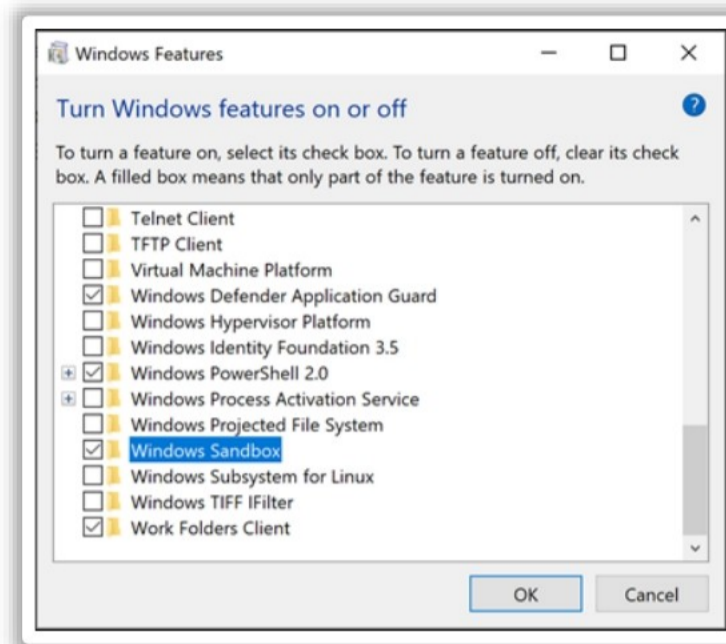 Windows Features
Turn Windows features on or off
?
To turn a feature on, select its check box. To turn a feature off, clear its check
box. A filled box means that only part of the feature is turned on.
Telnet Client
TFTP Client
Virtual Machine Platform
Windows Defender Application Guard
Windows Hypervisor Platform
Windows Identity Foundation 3.5
Windows PowerShell 2.0
Windows Process Activation Service
Windows Projected File System
Windows Sandbox
Windows Subsystem for Linux
Windows TIFF IFilter
Work Folders Client
OK
Cancel